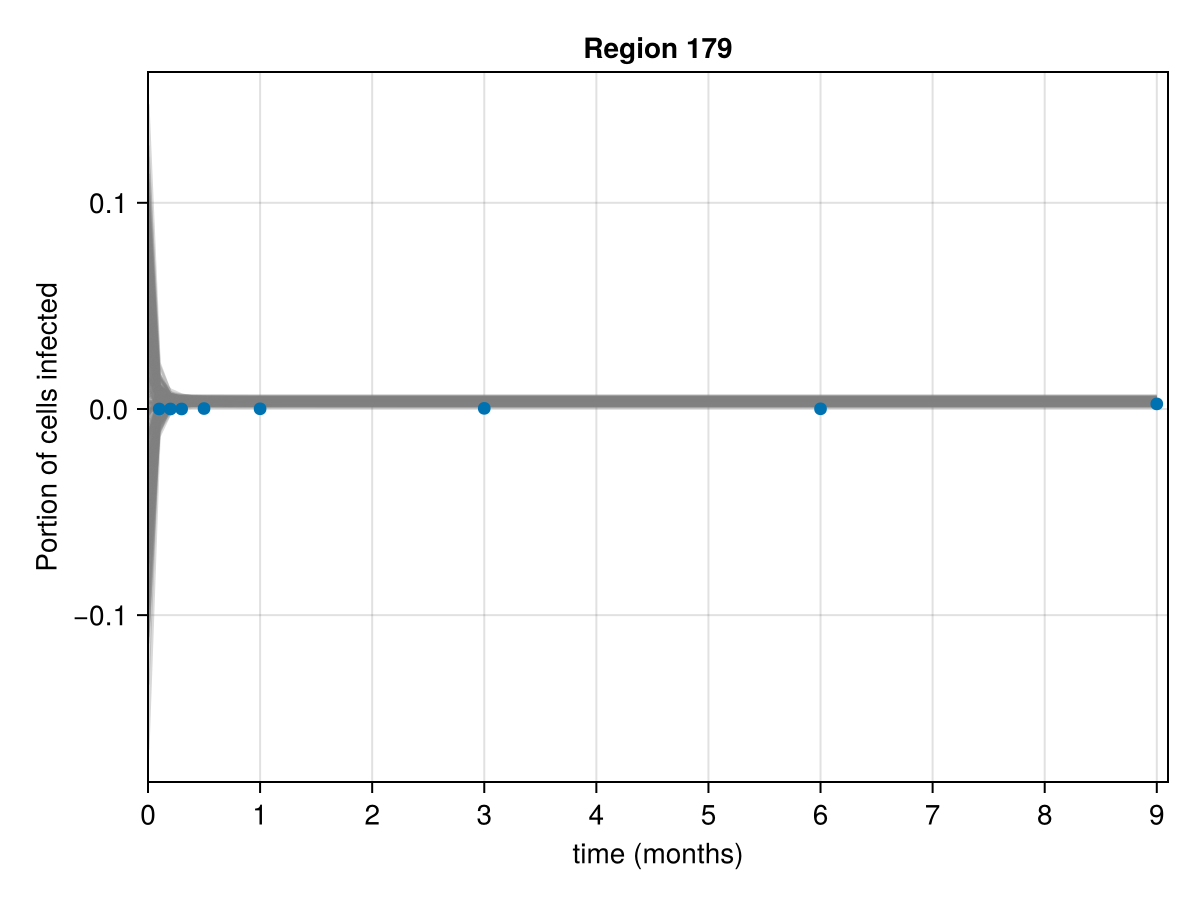 Region 179
Portion of cells infected
0.1
0.0
−0.1
0 1 2 3 4 5 6 7 8 9
time (months)